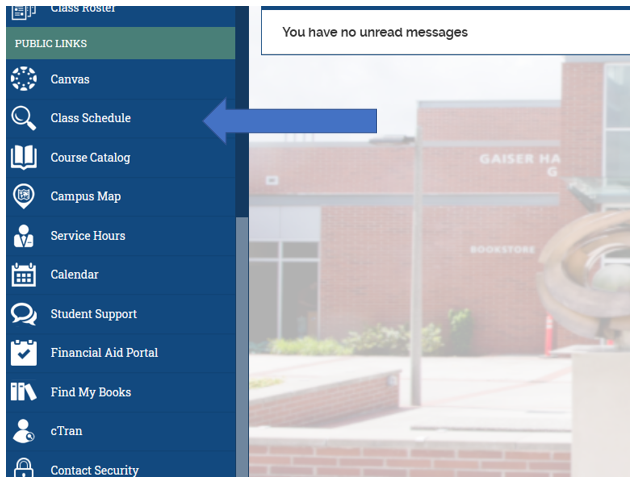 Class Roster
PUBLIC LINKS
Canvas
Class Schedule
Course Catalog
Campus Map
Service Hours
Calendar
Student Support
Financial Aid Portal
Find My Books
cTran
Contact Security
You have no unread messages
GAISER HA
G
BOOKSTORE